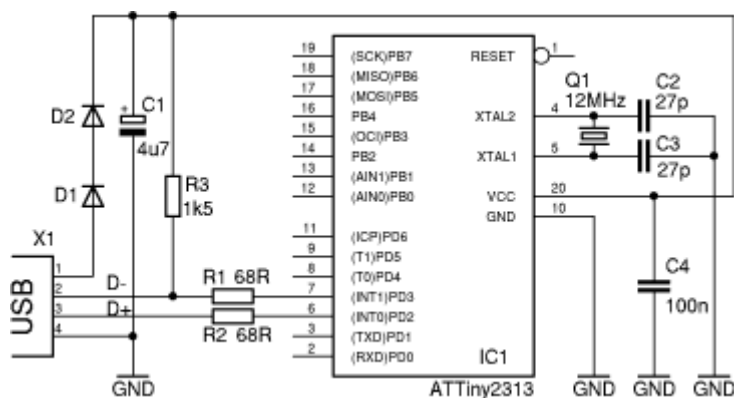 D2
D1
C1
+
4u7
R3
1k5
X1
USB
1
2
3
4
D-
D+
R1 68R
R2 68R
GND
19 (SCK)PB7
18 (MISO)PB6
17 (MOSI)PB5
16 PB4
15 (OCI)PB3
14 PB2
13 (AIN1)PB1
12 (AIN0)PB0
11 (ICP)PD6
9 (T1)PD5
8 (T0)PD4
7 (INT1)PD3
6 (INT0)PD2
3 (TXD)PD1
2 (RXD)PD0
RESET 1
XTAL2 4
XTAL1 5
VCC 20
GND 10
IC1
ATTiny2313
Q1
12MHz
C2
27p
C3
27p
C4
100n
GND
GND
GND